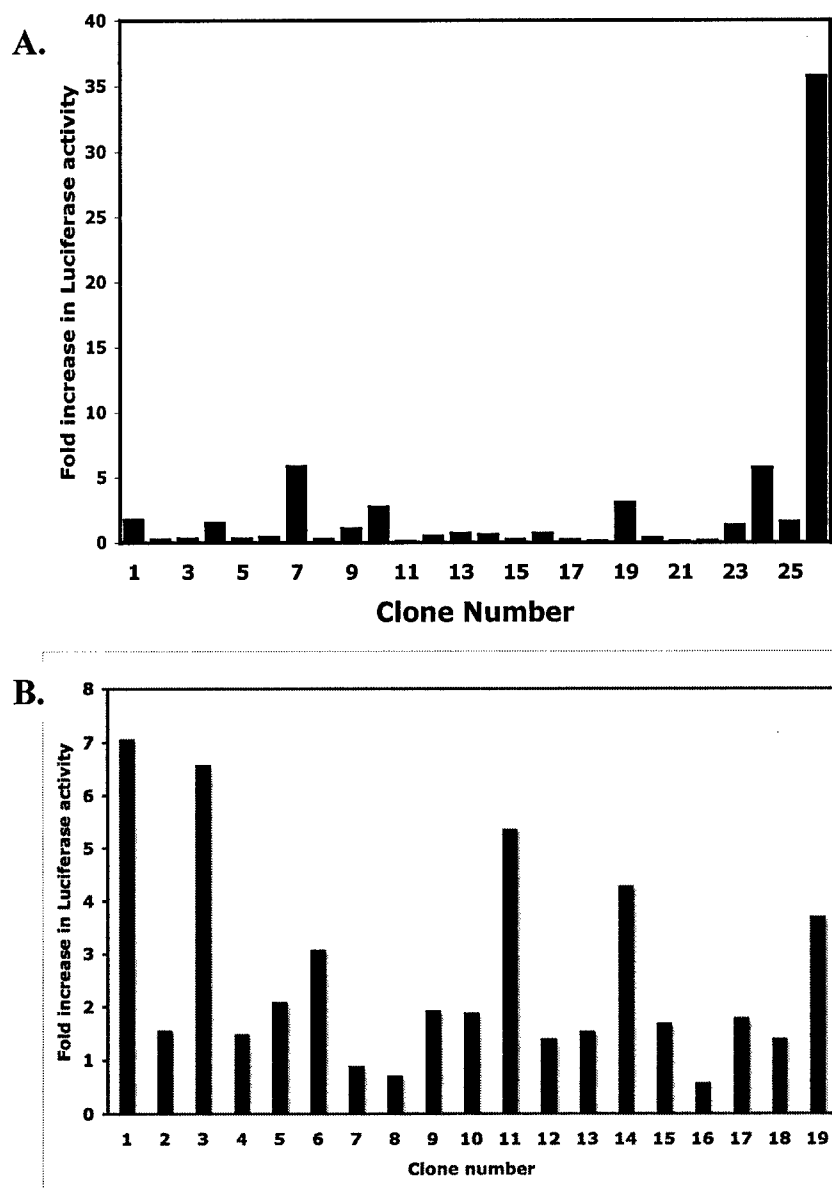 A.
Fold increase in Luciferase activity
40
35
30
25
20
15
10
5
0
1 3 5 7 9 11 13 15 17 19 21 23 25
Clone Number
B.
Fold increase in Luciferase activity
8
7
6
5
4
3
2
1
0
1 2 3 4 5 6 7 8 9 10 11 12 13 14 15 16 17 18 19
Clone number